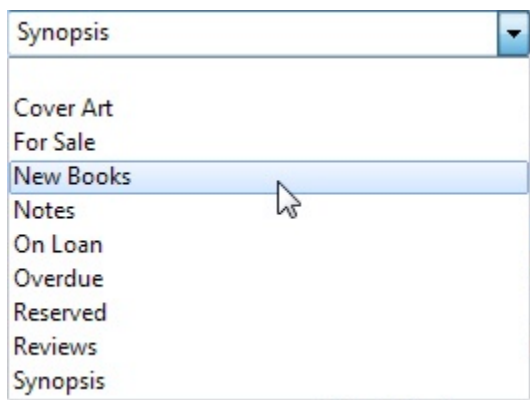 Synopsis
Cover Art
For Sale
New Books
Notes
On Loan
Overdue
Reserved
Reviews
Synopsis